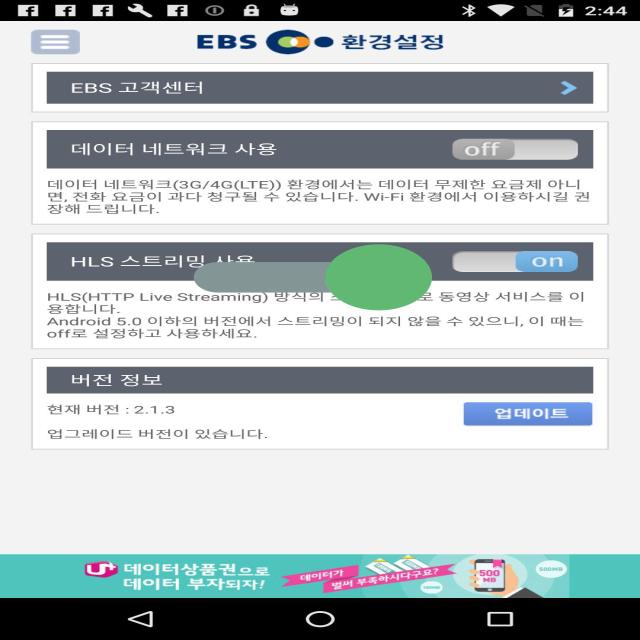 2:44
EBS 환경설정
EBS 고객센터
데이터 네트워크 사용
off
데이터 네트워크(3G/4G(LTE)) 환경에서는 데이터 무제한 요금제 아니
면, 전화 요금이 과다 청구될 수 있습니다. Wi-Fi 환경에서 이용하시길 권
장해 드립니다.
HLS 스트리밍 사용
on
HLS(HTTP Live Streaming) 방식의 로 동영상 서비스를 이
용합니다.
Android 5.0 이하의 버전에서 스트리밍이 되지 않을 수 있으니, 이 때는
off로 설정하고 사용하세요.
버전 정보
현재 버전 : 2.1.3
업데이트
업그레이드 버전이 있습니다.
U+ 데이터상품권으로
데이터 부자되자!
데이터가
벌써 부족하시다구요?
500
MB
500MB